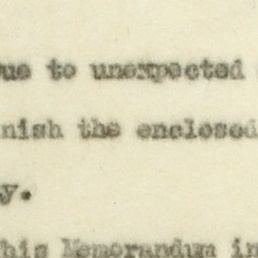 ue to unexpected
nish the enclosed
y.
his Memorandum in